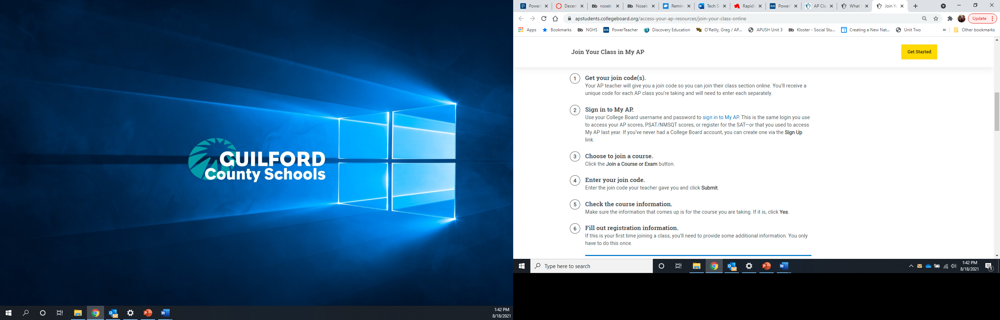 GUILFORD
County Schools
1:42 PM
8/18/2021
PowerS
Decem
Bb nosek
Bb Nosek,
Remin
Tech Se
Rapidl
SIS PowerT
AP Cla
What
Join Yo
apstudents.collegeboard.org/access-your-ap-resources/join-your-class-online
Update
Apps
Bookmarks
Bb NGHS
SIS PowerTeacher
Discovery Education
WH O'Reilly, Greg / AP...
APUSH Unit 3
Bb Kloster - Social Stu...
Creating a New Nat...
Unit Two
»
Other bookmarks
Join Your Class in My AP
Get Started
1 Get your join code(s).
Your AP teacher will give you a join code so you can join their class section online. You’ll receive a
unique code for each AP class you’re taking and will need to enter each separately.
2 Sign in to My AP.
Use your College Board username and password to sign in to My AP. This is the same login you use
to access your AP scores, PSAT/NMSQT scores, or register for the SAT—or that you used to access
My AP last year. If you’ve never had a College Board account, you can create one via the Sign Up
link.
3 Choose to join a course.
Click the Join a Course or Exam button.
4 Enter your join code.
Enter the join code your teacher gave you and click Submit.
5 Check the course information.
Make sure the information that comes up is for the course you are taking. If it is, click Yes.
6 Fill out registration information.
If this is your first time joining a class, you’ll need to provide some additional information. You only
have to do this once.
Type here to search
1:42 PM
8/18/2021
1